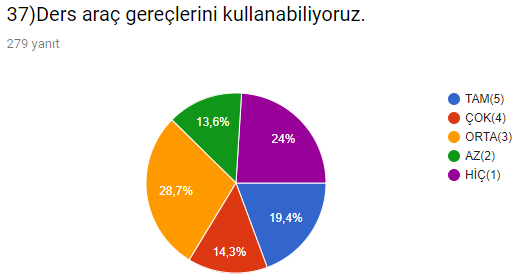 37)Ders araç gereçlerini kullanabiliyoruz.
279 yanıt
13,6%
24%
28,7%
14,3%
19,4%
TAM(5)
ÇOK(4)
ORTA(3)
AZ(2)
HİÇ(1)